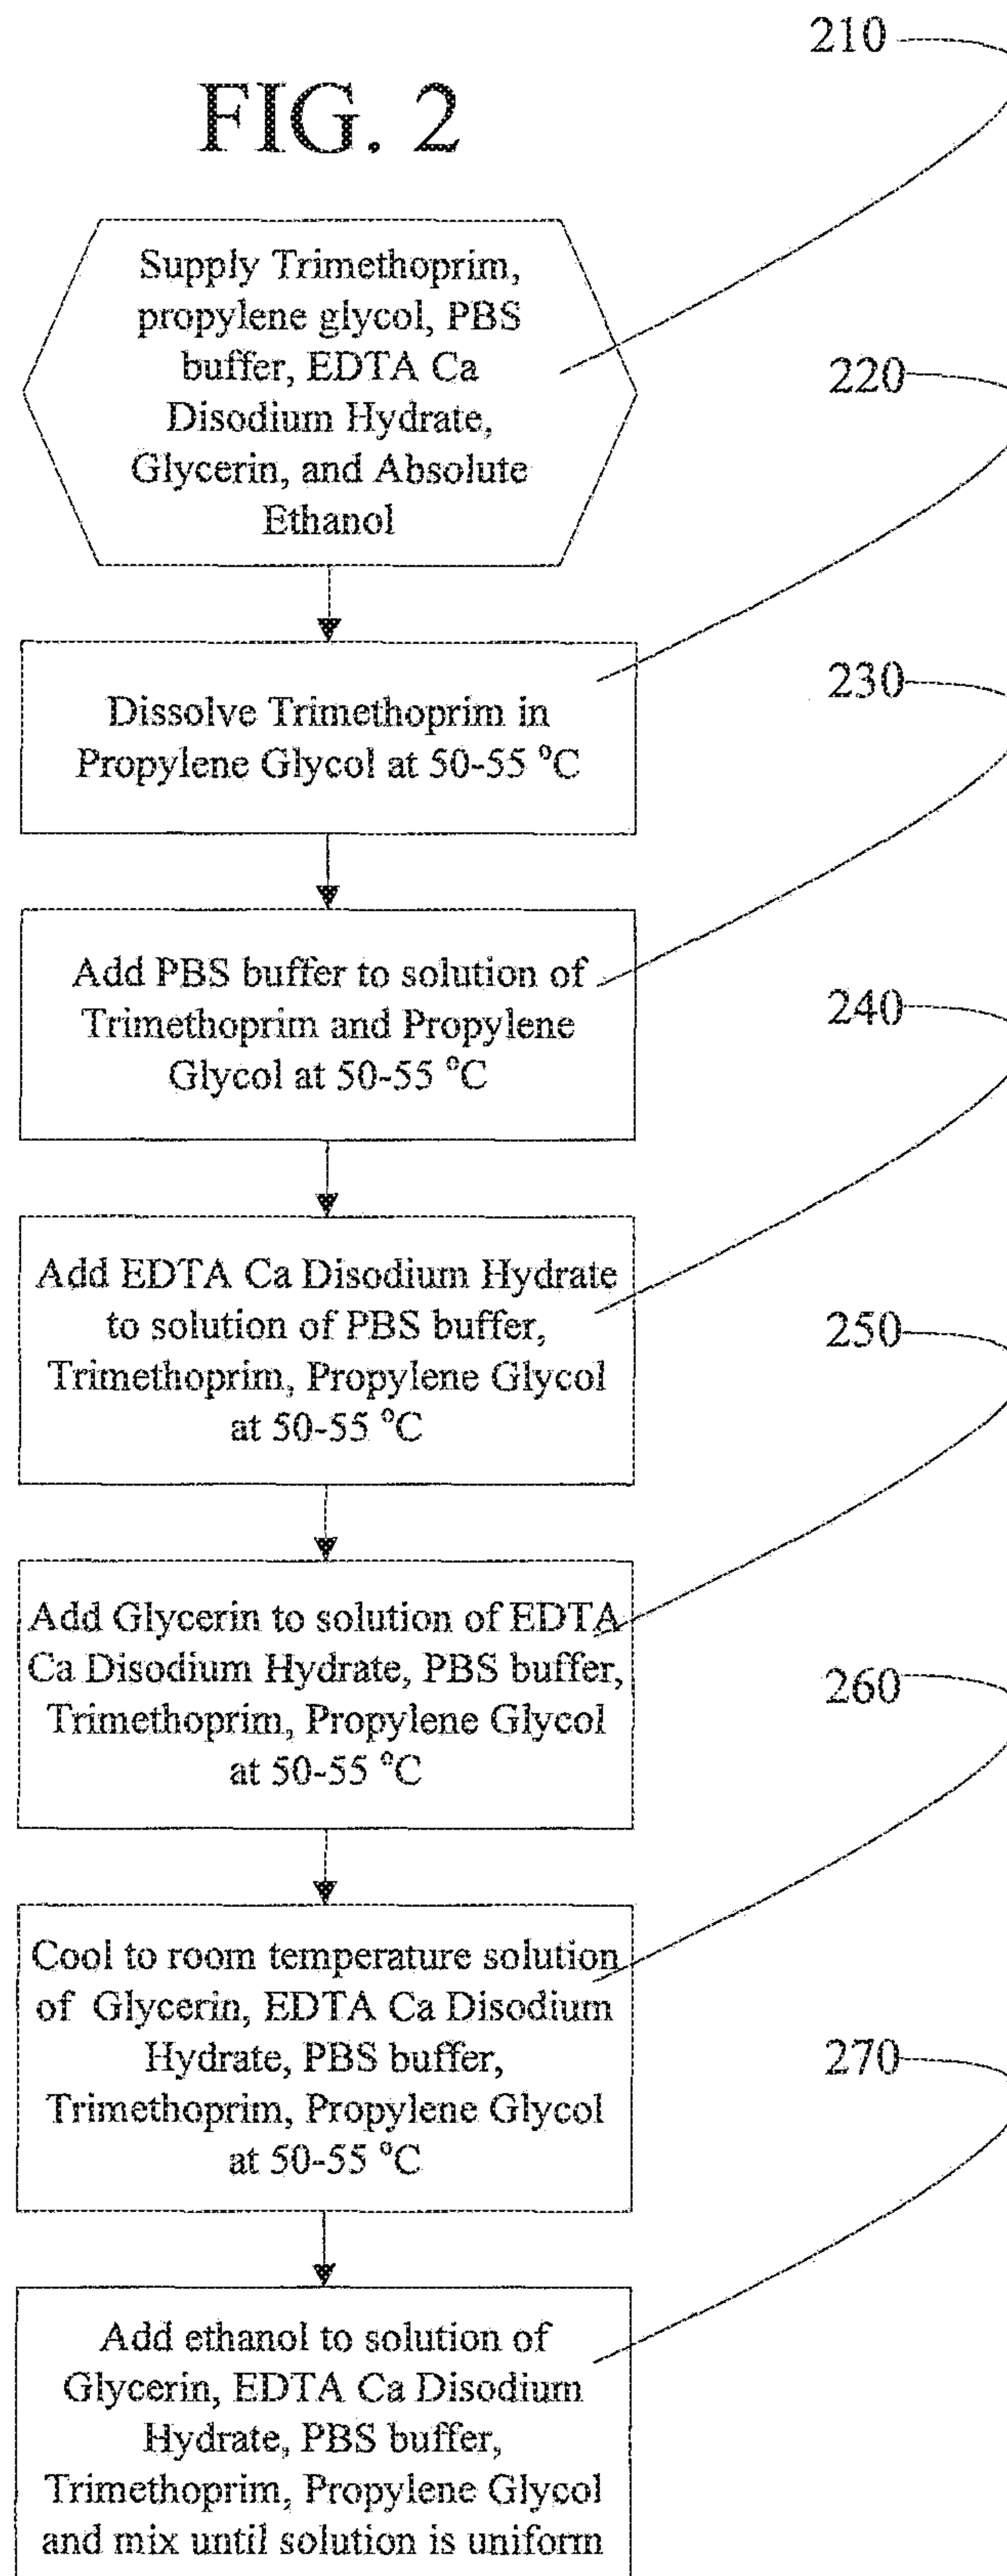 210
FIG. 2
Supply Trimethoprim,
propylene glycol, PBS
buffer, EDTA Ca
Disodium Hydrate,
Glycerin, and Absolute
Ethanol
220
Dissolve Trimethoprim in
Propylene Glycol at 50-55 °C
230
Add PBS buffer to solution of
Trimethoprim and Propylene
Glycol at 50-55 °C
240
Add EDTA Ca Disodium Hydrate
to solution of PBS buffer,
Trimethoprim, Propylene Glycol
at 50-55 °C
250
Add Glycerin to solution of EDTA
Ca Disodium Hydrate, PBS buffer,
Trimethoprim, Propylene Glycol
at 50-55 °C
260
Cool to room temperature solution
of Glycerin, EDTA Ca Disodium
Hydrate, PBS buffer,
Trimethoprim, Propylene Glycol
at 50-55 °C
270
Add ethanol to solution of
Glycerin, EDTA Ca Disodium
Hydrate, PBS buffer,
Trimethoprim, Propylene Glycol
and mix until solution is uniform